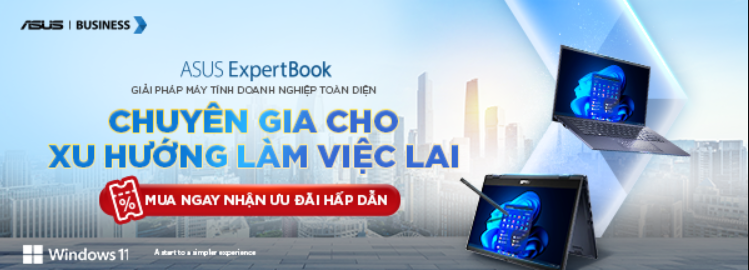 ASUS | BUSINESS
ASUS ExpertBook
GIẢI PHÁP MÁY TÍNH DOANH NGHIỆP TOÀN DIỆN
CHUYÊN GIA CHO
XU HƯỚNG LÀM VIỆC LAI
% MUA NGAY NHẬN ƯU ĐÃI HẤP DẪN
Windows 11
A start to a simpler experience